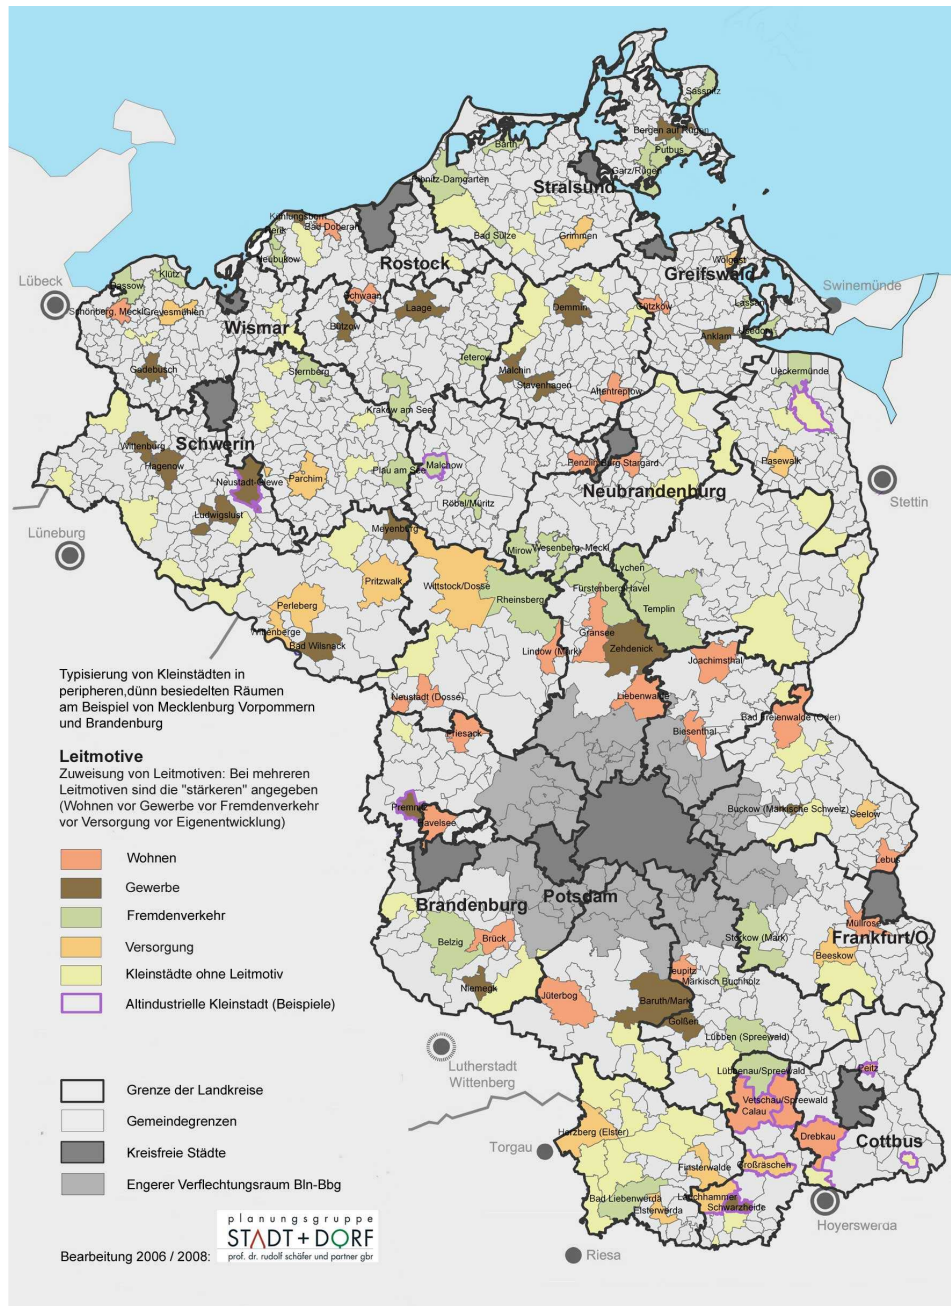 Sassnitz
Bergen auf Rügen
Barth
Putbus
Ribnitz-Damgarten
Garz/Rügen
Stralsund
Kühlungsborn
Bad Doberan
Rerik
Bad Sülze
Grimmen
Neubukow
Rostock
Greifswald
Wolgast
Klütz
Dassow
Lübeck
Swinemünde
Schwaan
Laage
Demmin
Gützkow
Lassan
Schönberg, Meckl
Grevesmühlen
Wismar
Bützow
Usedom
Anklam
Teterow
Gadebusch
Sternberg
Malchin
Stavenhagen
Ueckermünde
Altentreptow
Krakow am See
Schwerin
Wittenburg
Hagenow
Pasewalk
Malchow
Plau am See
Penzlin
Burg Stargard
Neustadt-Glewe
Parchim
Stettin
Neubrandenburg
Röbel/Müritz
Ludwigslust
Lüneburg
Meyenburg
Mirow
Wesenberg, Meckl
Lychen
Pritzwalk
Wittstock/Dosse
Fürstenberg/Havel
Rheinsberg
Templin
Perleberg
Wittenberge
Gransee
Bad Wilsnack
Lindow (Mark)
Zehdenick
Joachimsthal
Typisierung von Kleinstädten in
peripheren,dünn besiedelten Räumen
am Beispiel von Mecklenburg Vorpommern
und Brandenburg
Neustadt (Dosse)
Liebenwalde
Bad Freienwalde (Oder)
Friesack
Biesenthal
Leitmotive
Zuweisung von Leitmotiven: Bei mehreren
Leitmotiven sind die "stärkeren" angegeben
(Wohnen vor Gewerbe vor Fremdenverkehr
vor Versorgung vor Eigenentwicklung)
Premnitz
Havelsee
Buckow (Märkische Schweiz)
Seelow
Wohnen
Gewerbe
Fremdenverkehr
Versorgung
Kleinstädte ohne Leitmotiv
Altindustrielle Kleinstadt (Beispiele)
Lebus
Brandenburg
Potsdam
Müllrose
Frankfurt/O.
Belzig
Brück
Storkow (Mark)
Beeskow
Teupitz
Märkisch Buchholz
Niemegk
Jüterbog
Baruth/Mark
Golßen
Lübben (Spreewald)
Lutherstadt
Wittenberg
Lübbenau/Spreewald
Peitz
Vetschau/Spreewald
Calau
Grenze der Landkreise
Gemeindegrenzen
Kreisfreie Städte
Engerer Verflechtungsraum Bln-Bbg
Torgau
Herzberg (Elster)
Drebkau
Cottbus
Finsterwalde
Großräschen
Bad Liebenwerda
Lauchhammer
Elsterwerda
Schwarzheide
Hoyerswerda
Riesa
Bearbeitung 2006 / 2008:
planungsgruppe
STADT+DORF
prof. dr. rudolf schäfer und partner gbr